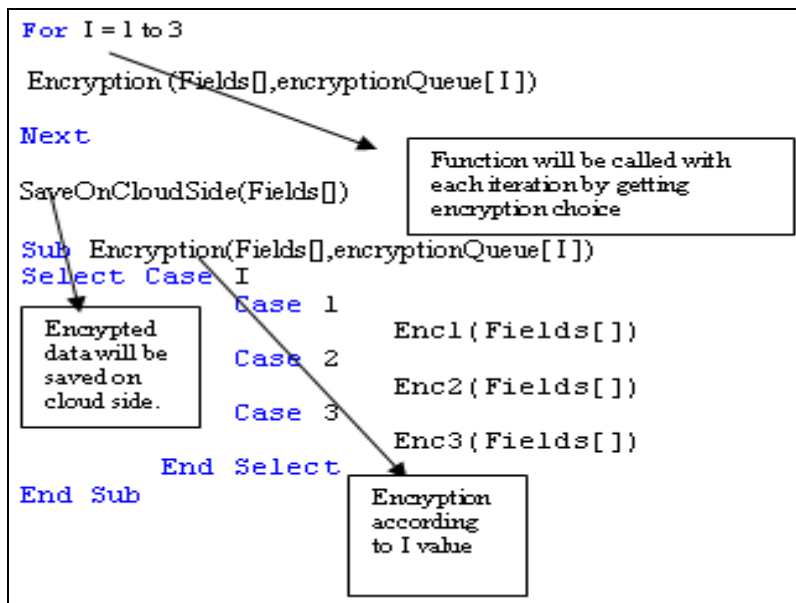 For I = 1 to 3
Encryption (Fields[],encryptionQueue[I])
Next
Function will be called with
each iteration by getting
encryption choice
SaveOnCloudSide(Fields[])
Sub Encryption(Fields[],encryptionQueue[I])
Select Case I
Case 1
Enc1(Fields[])
Case 2
Enc2(Fields[])
Case 3
Enc3(Fields[])
End Select
End Sub
Encrypted
data will be
saved on
cloud side.
Encryption
according
to I value